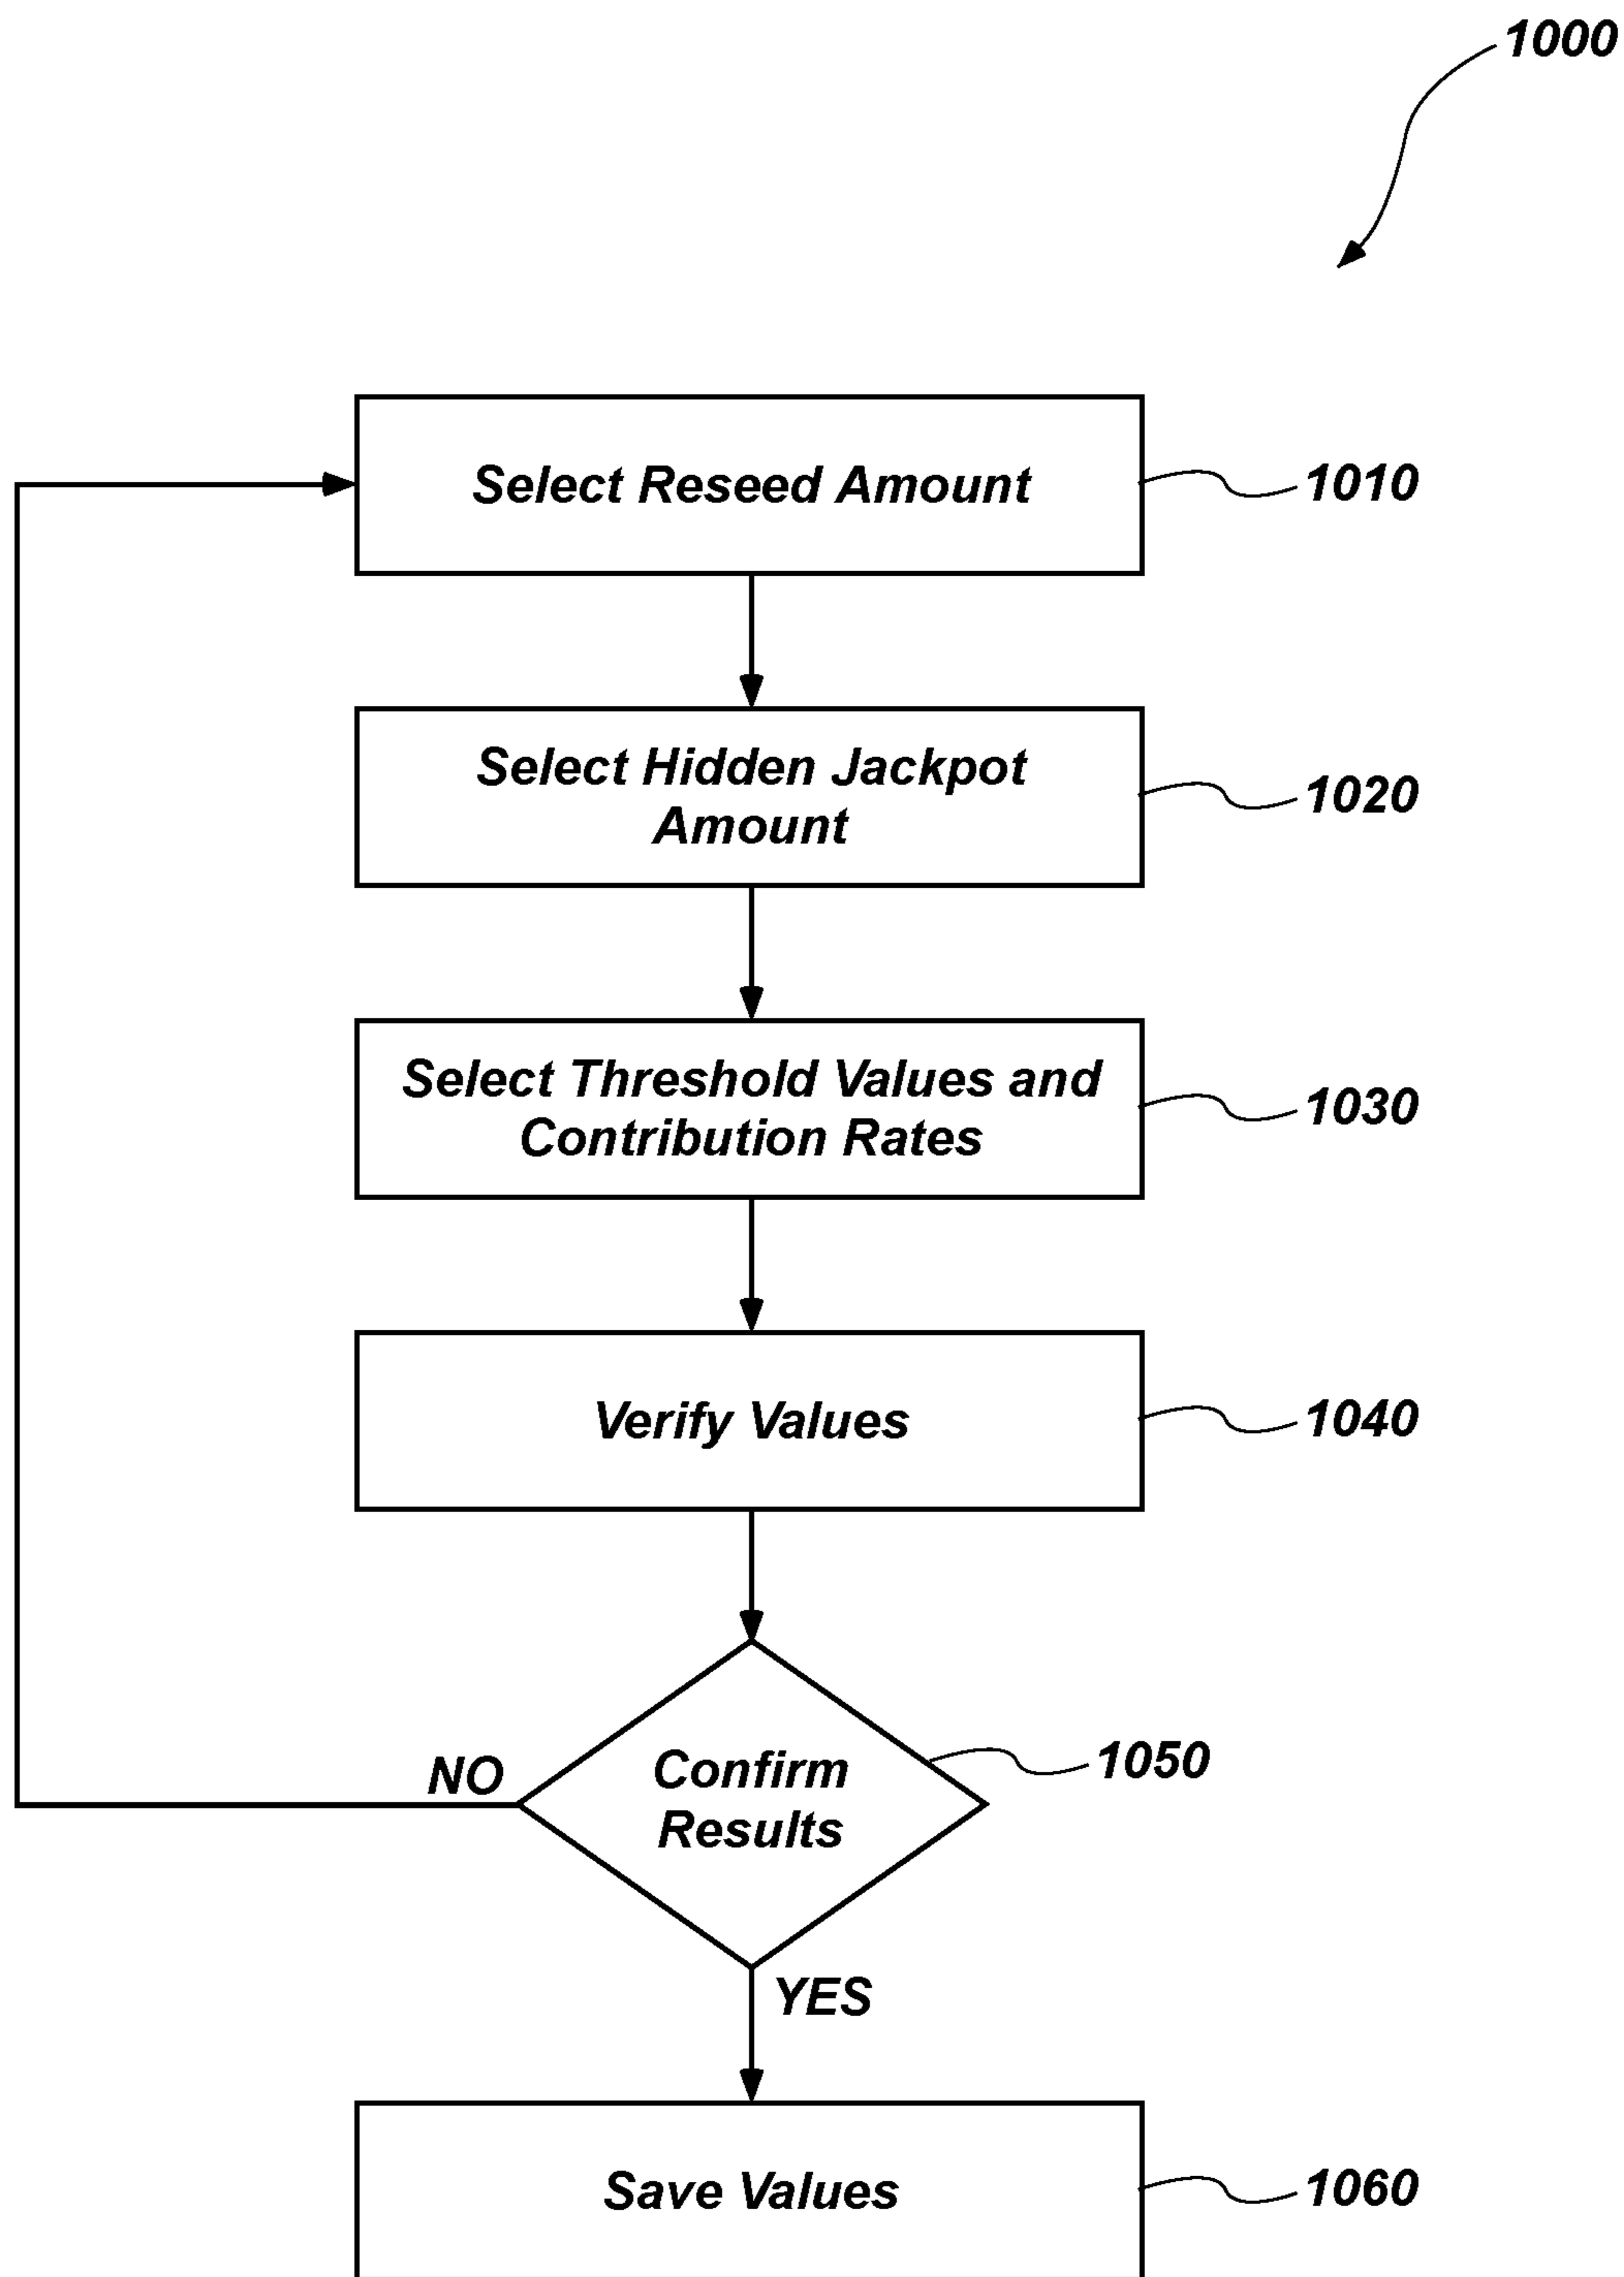 1000
Select Reseed Amount
1010
Select Hidden Jackpot
Amount
1020
Select Threshold Values and
Contribution Rates
1030
Verify Values
1040
Confirm
Results
1050
NO
YES
Save Values
1060